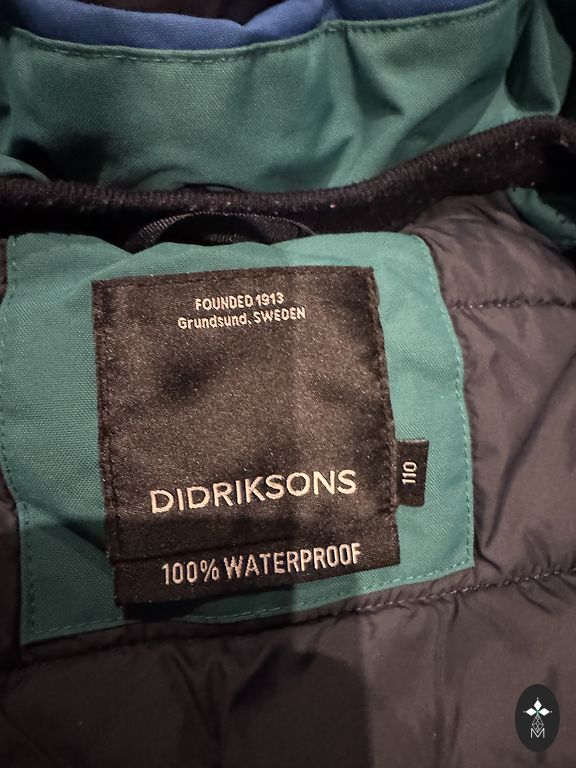 FOUNDED 1913
Grundsund, SWEDEN
DIDRIKSONS
110
100% WATERPROOF
M